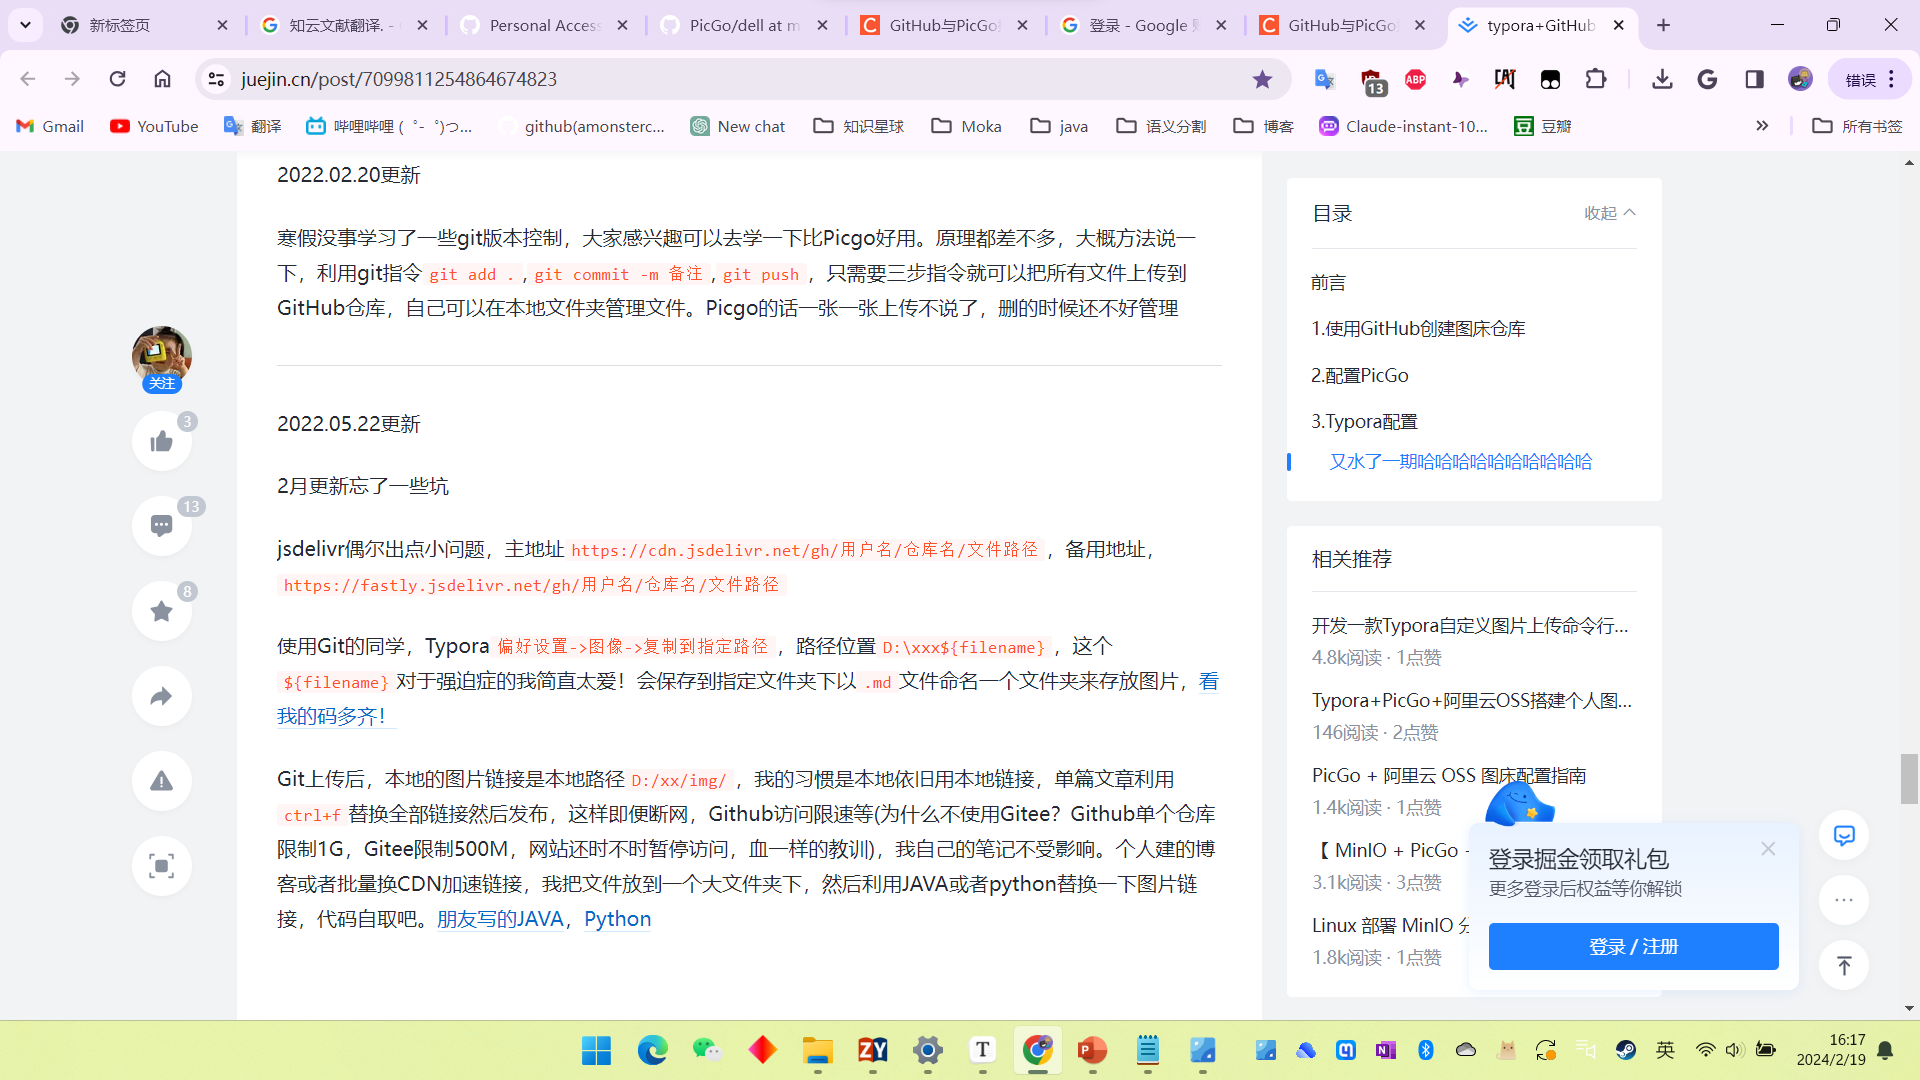 新标签页
知云文献翻译. -
Personal Access
PicGo/dell at m
GitHub与PicGo
登录 - Google
GitHub与PicGo
typora+GitHub
juejin.cn/post/7099811254864674823
13
ABP
错误
Gmail
YouTube
翻译
哔哩哔哩 ( ゜- ゜)つ...
github(amonsterc...
New chat
知识星球
Moka
java
语义分割
博客
Claude-instant-10...
豆瓣
所有书签
2022.02.20更新
寒假没事学习了一些git版本控制，大家感兴趣可以去学一下比Picgo好用。原理都差不多，大概方法说一
下，利用git指令 git add . , git commit -m 备注 , git push ，只需要三步指令就可以把所有文件上传到
GitHub仓库，自己可以在本地文件夹管理文件。Picgo的话一张一张上传不说了，删的时候还不好管理
2022.05.22更新
2月更新忘了一些坑
jsdelivr偶尔出点小问题，主地址 https://cdn.jsdelivr.net/gh/用户名/仓库名/文件路径 ，备用地址，
https://fastly.jsdelivr.net/gh/用户名/仓库名/文件路径
使用Git的同学，Typora 偏好设置->图像->复制到指定路径 ，路径位置 D:\xxx${filename} ，这个
${filename} 对于强迫症的我简直太爱！会保存到指定文件夹下以 .md 文件命名一个文件夹来存放图片，看
我的码多齐！
Git上传后，本地的图片链接是本地路径 D:/xx/img/ ，我的习惯是本地依旧用本地链接，单篇文章利用
ctrl+f 替换全部链接然后发布，这样即便断网，Github访问限速等(为什么不使用Gitee？Github单个仓库
限制1G，Gitee限制500M，网站还时不时暂停访问，血一样的教训)，我自己的笔记不受影响。个人建的博
客或者批量换CDN加速链接，我把文件放到一个大文件夹下，然后利用JAVA或者python替换一下图片链
接，代码自取吧。朋友写的JAVA，Python
关注
3
13
8
目录
收起
前言
1.使用GitHub创建图床仓库
2.配置PicGo
3.Typora配置
又水了一期哈哈哈哈哈哈哈哈哈哈
相关推荐
开发一款Typora自定义图片上传命令行...
4.8k阅读 · 1点赞
Typora+PicGo+阿里云OSS搭建个人图...
146阅读 · 2点赞
PicGo + 阿里云 OSS 图床配置指南
1.4k阅读 · 1点赞
【 MinIO + PicGo
3.1k阅读 · 3点赞
Linux 部署 MinIO 分
1.8k阅读 · 1点赞
登录掘金领取礼包
更多登录后权益等你解锁
登录 / 注册
ZY
T
P
英
16:17
2024/2/19